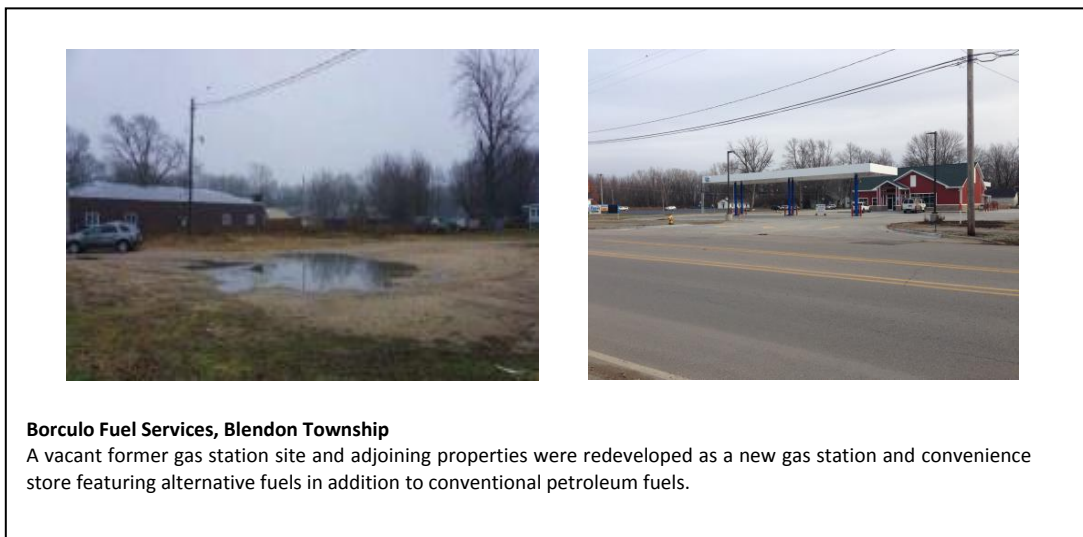 Borculo Fuel Services, Blendon Township
A vacant former gas station site and adjoining properties were redeveloped as a new gas station and convenience
store featuring alternative fuels in addition to conventional petroleum fuels.